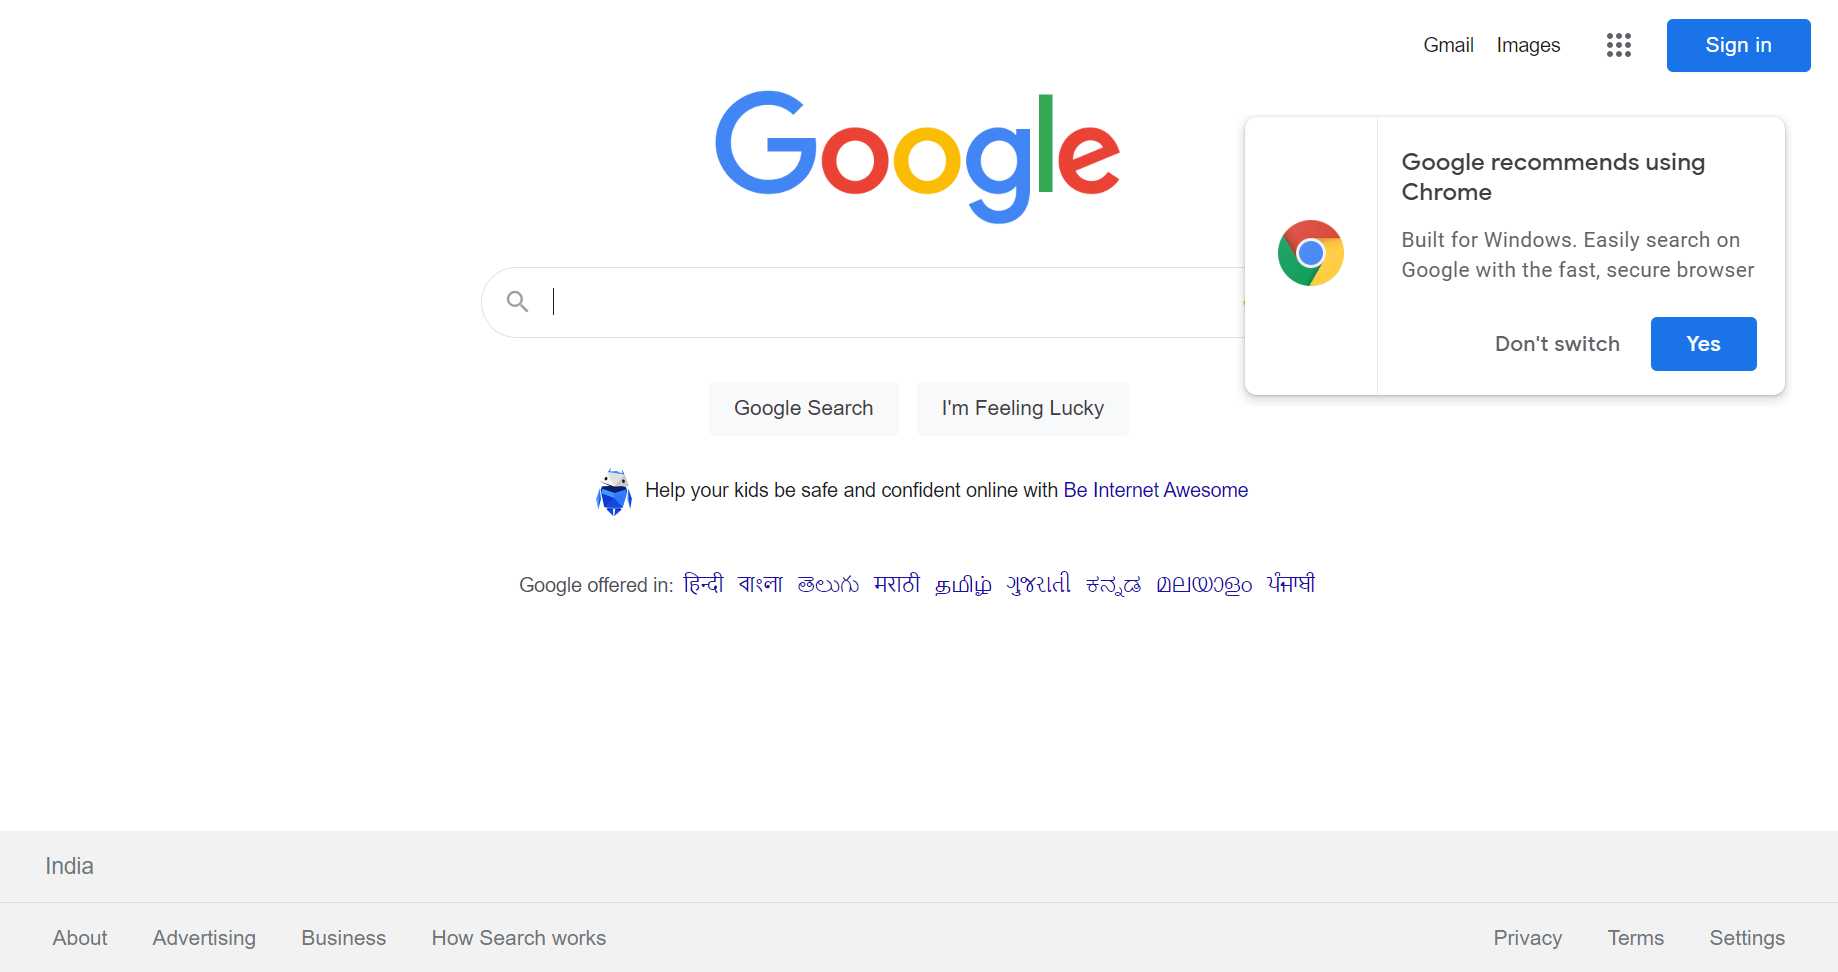 Gmail Images Sign in
Google
Google recommends using
Chrome
Built for Windows. Easily search on
Google with the fast, secure browser
Don't switch Yes
Google Search I'm Feeling Lucky
Help your kids be safe and confident online with Be Internet Awesome
Google offered in: हिन्दी বাংলা తెలుగు मराठी தமிழ் ગુજરાતી ಕನ್ನಡ മലയാളം ਪੰਜਾਬੀ
India
About Advertising Business How Search works Privacy Terms Settings